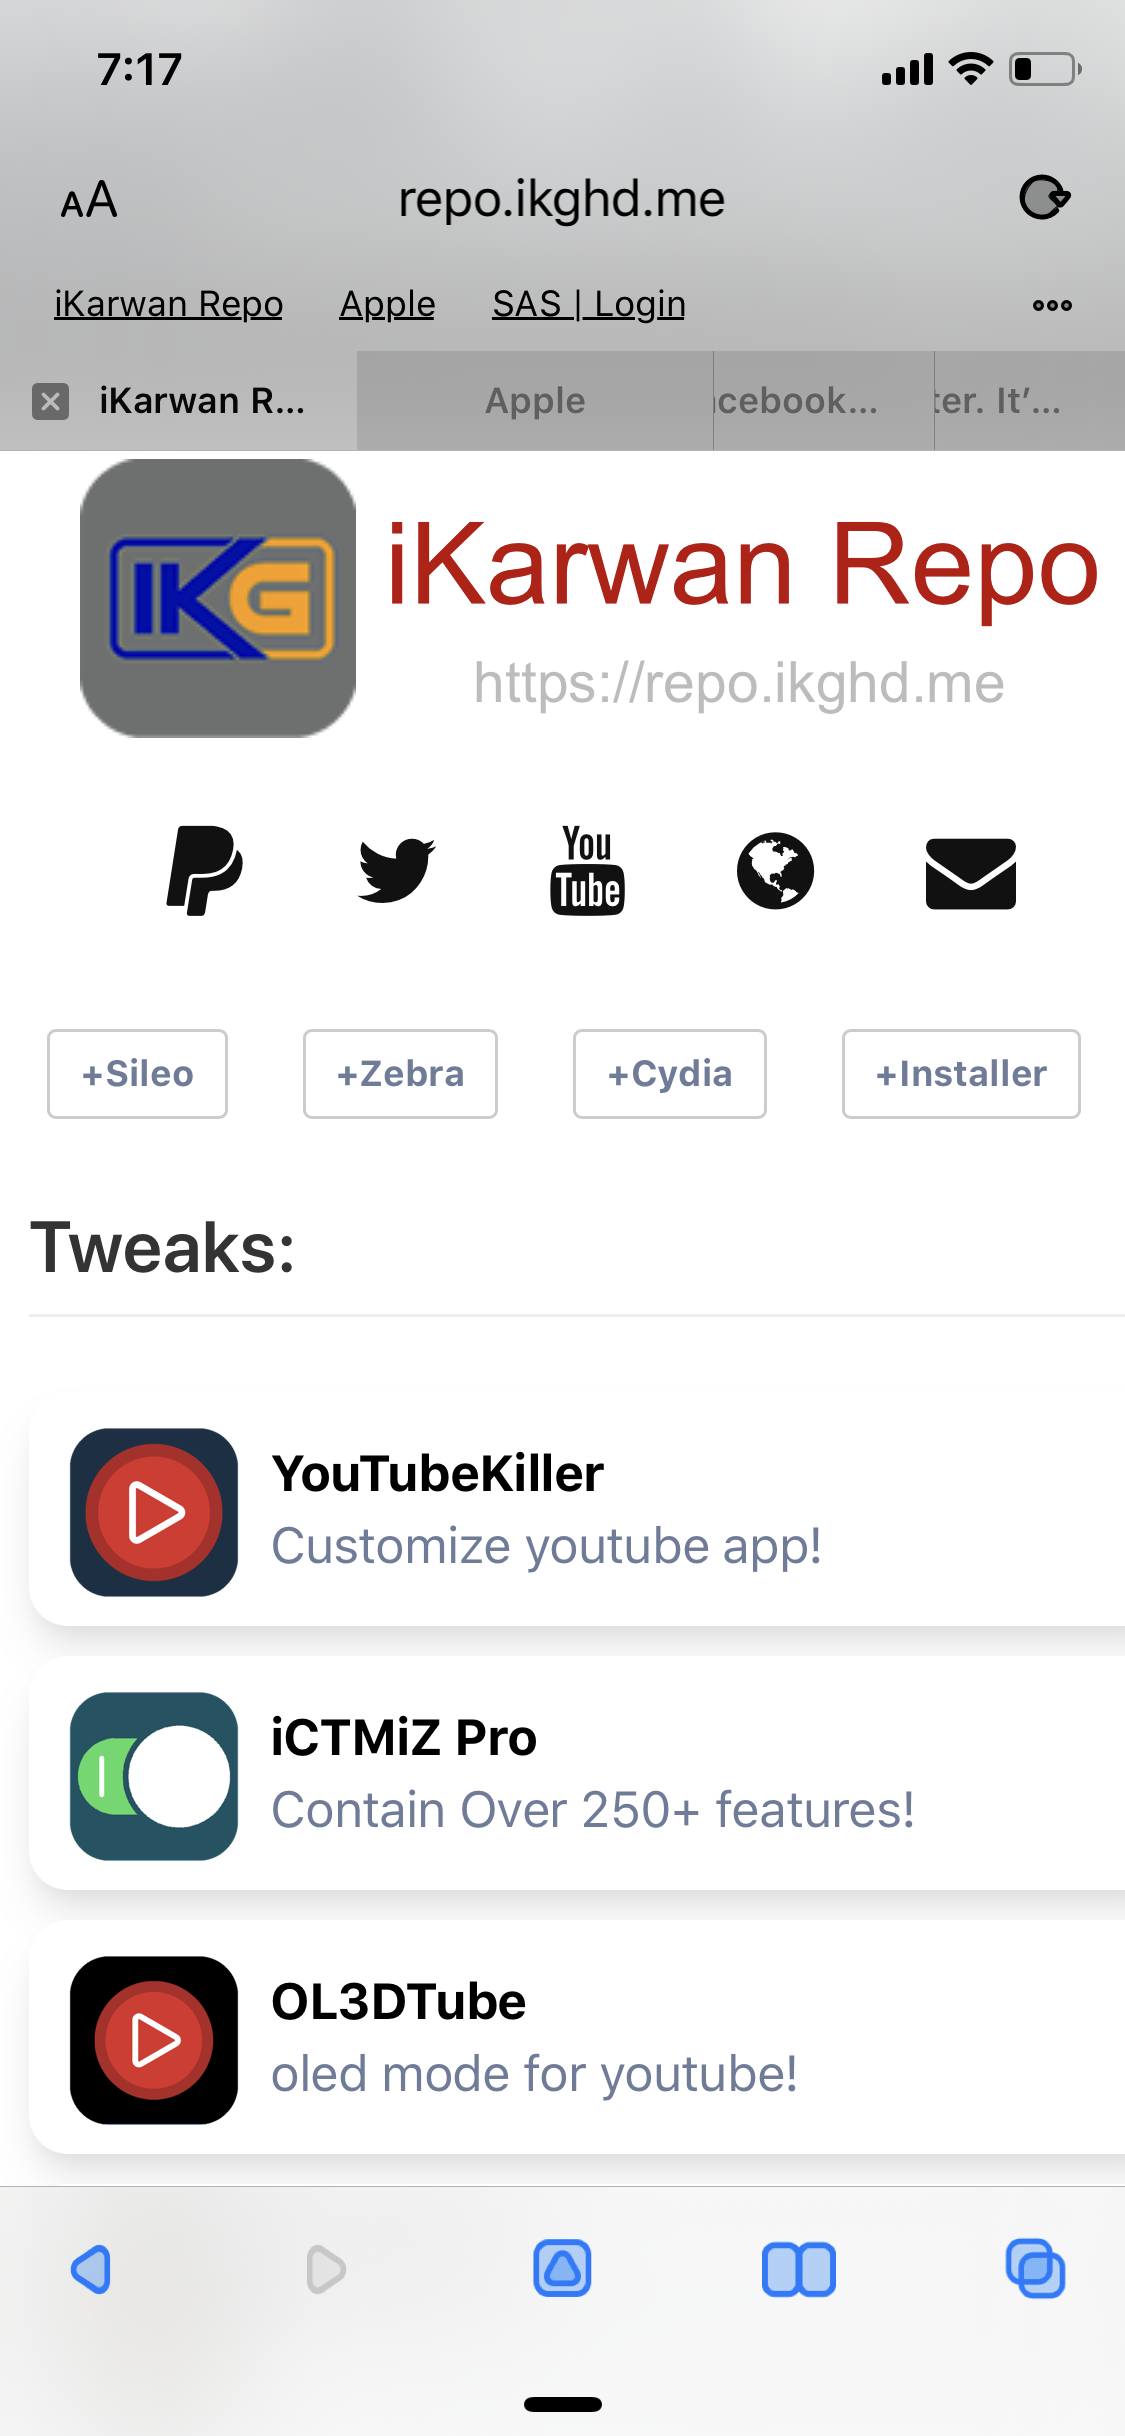 7:17
AA
repo.ikghd.me
iKarwan Repo
Apple
SAS | Login
iKarwan R...
Apple
cebook...
ter. It'...
IKG
iKarwan Repo
https://repo.ikghd.me
You
Tube
+Sileo
+Zebra
+Cydia
+Installer
Tweaks:
YouTubeKiller
Customize youtube app!
iCTMiZ Pro
Contain Over 250+ features!
OL3DTube
oled mode for youtube!